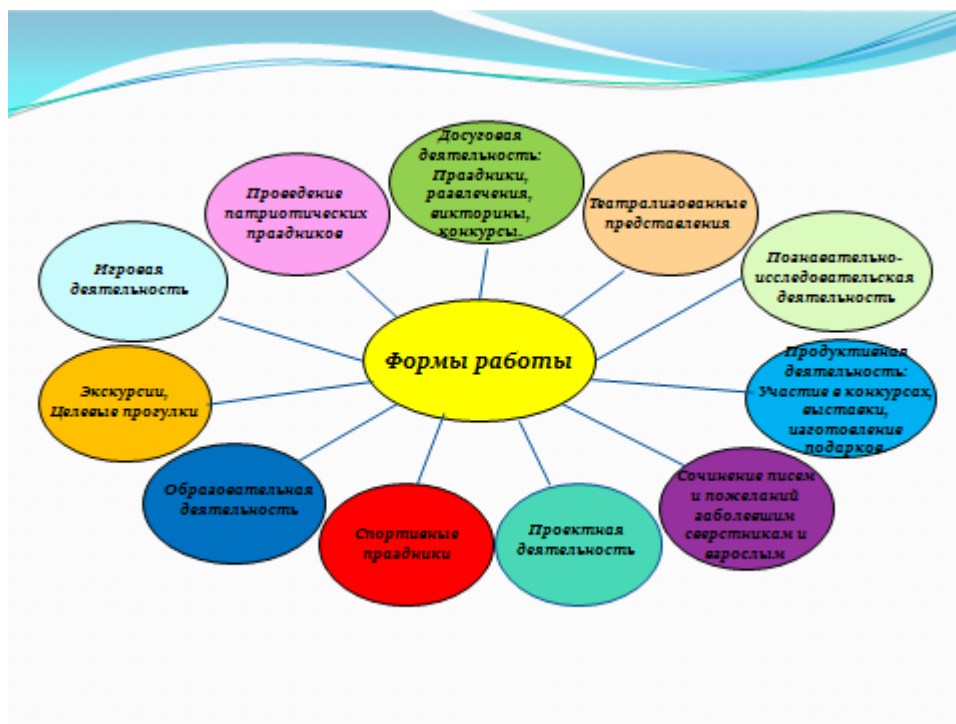 Досуговая
деятельность:
Праздники,
развлечения,
викторины,
конкурсы.
Проведение
патриотических
праздников
Театрализованные
представления
Игровая
деятельность
Познавательно-
исследовательская
деятельность
Формы работы
Экскурсии,
Целевые прогулки
Продуктивная
деятельность:
Участие в конкурсах,
выставки,
изготовление
подарков.
Образовательная
деятельность
Спортивные
праздники
Проектная
деятельность
Сочинение писем
и пожеланий
заболевшим
сверстникам и
взрослым